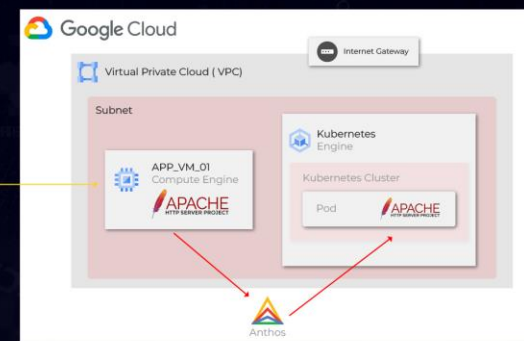 Google Cloud
Internet Gateway
Virtual Private Cloud ( VPC)
Subnet
Kubernetes
Engine
APP_VM_01
Compute Engine
APACHE
HTTP SERVER PROJECT
Kubernetes Cluster
Pod
APACHE
HTTP SERVER PROJECT
Anthos